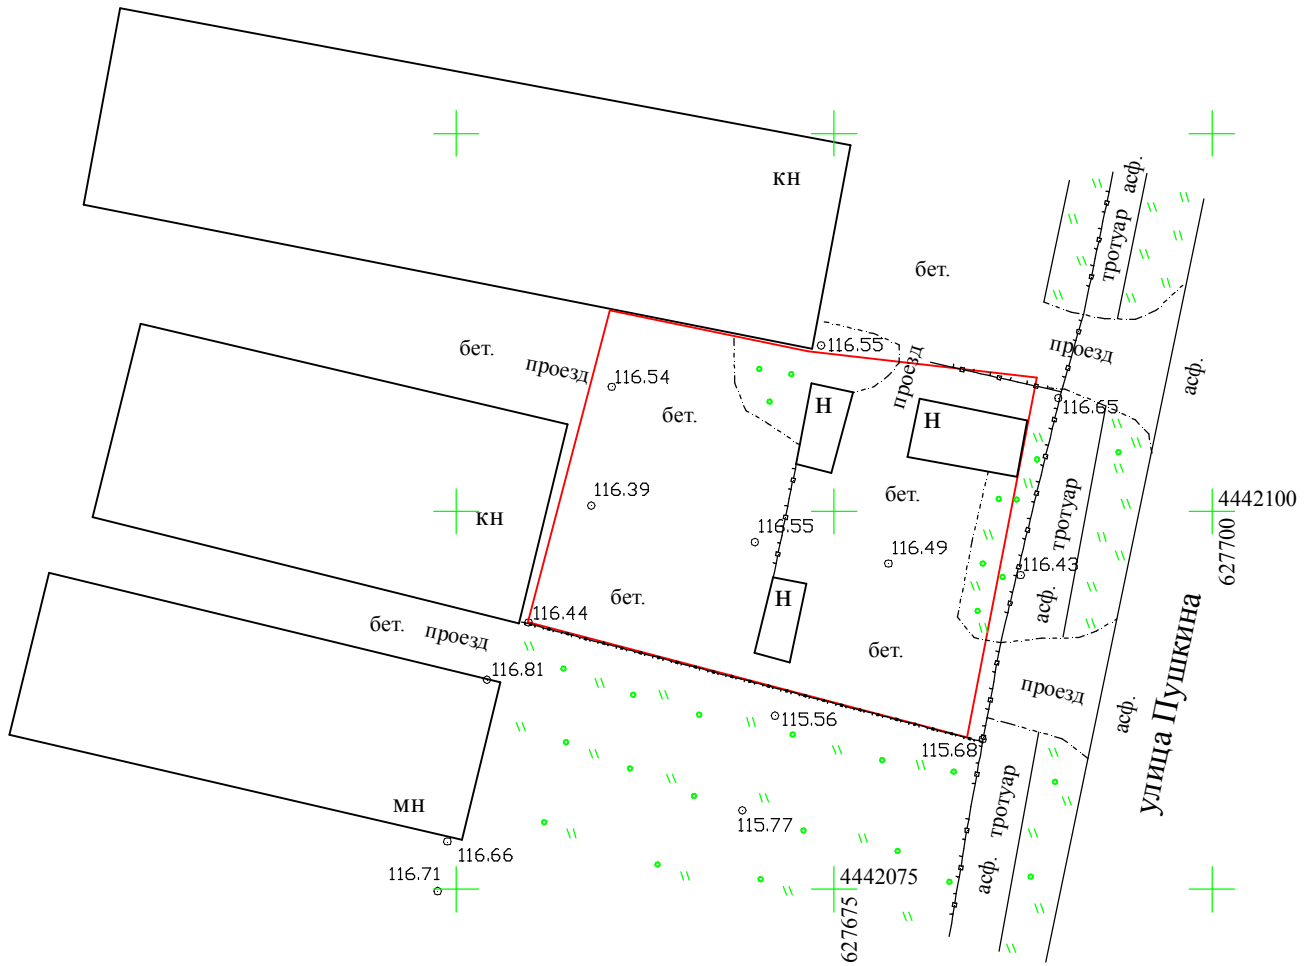 асф.
кн
тротуар
бет.
116.55
проезд
бет.
проезд
проезд
асф.
116.54
116.65
бет.
Н
Н
116.39
бет.
4442100
кн
116.55
тротуар
627700
116.49
116.43
бет.
Н
асф.
116.44
бет.
проезд
бет.
116.81
проезд
улица Пушкина
115.56
асф.
115.68
мн
115.77
тротуар
116.66
116.71
4442075
асф.
627675